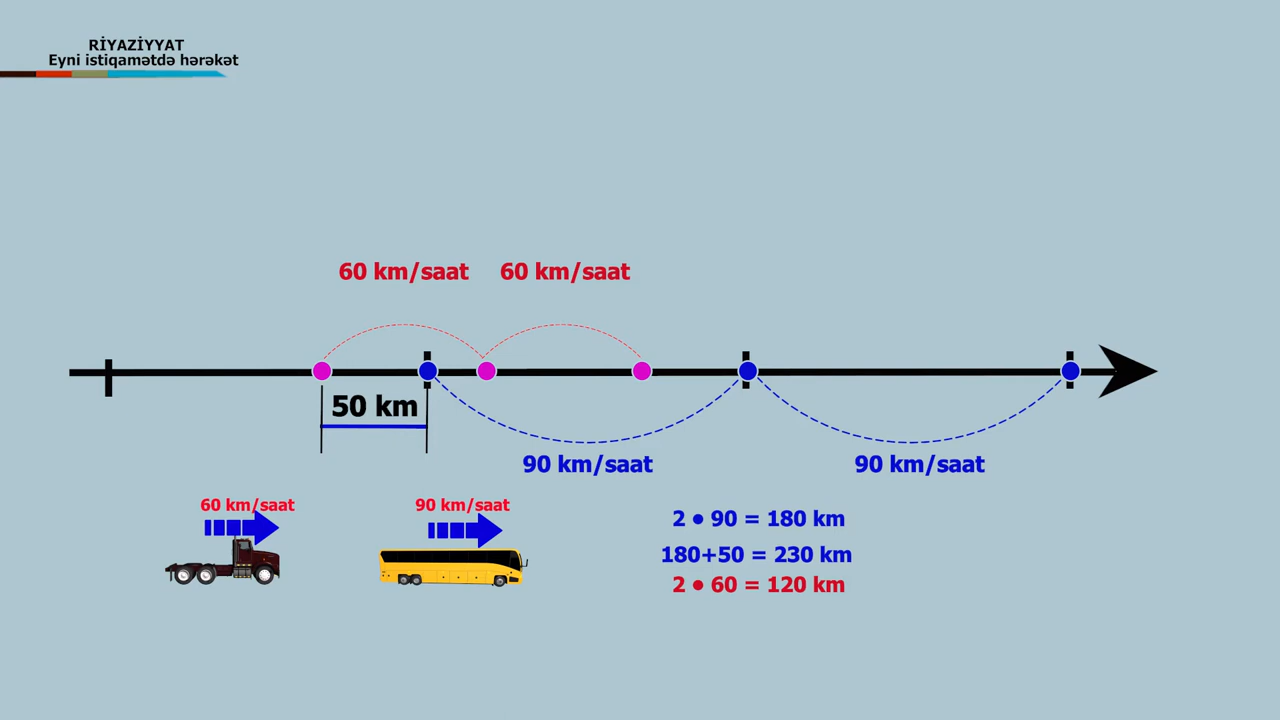 RİYAZİYYAT
Eyni istiqamətdə hərəkət
60 km/saat 60 km/saat
50 km
90 km/saat 90 km/saat
60 km/saat 90 km/saat
2 • 90 = 180 km
180+50 = 230 km
2 • 60 = 120 km